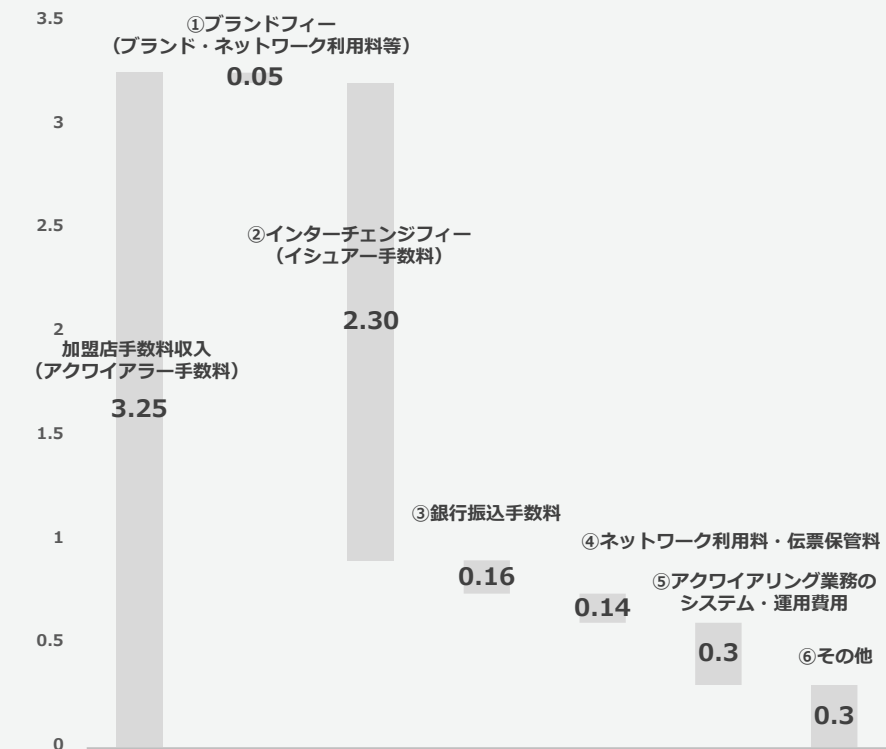 3.5
①ブランドフィー
（ブランド・ネットワーク利用料等）
0.05
3
2.5
②インターチェンジフィー
（イシュアー手数料）
2.30
2
加盟店手数料収入
（アクワイアラー手数料）
3.25
1.5
③銀行振込手数料
1
④ネットワーク利用料・伝票保管料
0.16
⑤アクワイアリング業務の
システム・運用費用
0.14
0.5
0.3
⑥その他
0.3
0